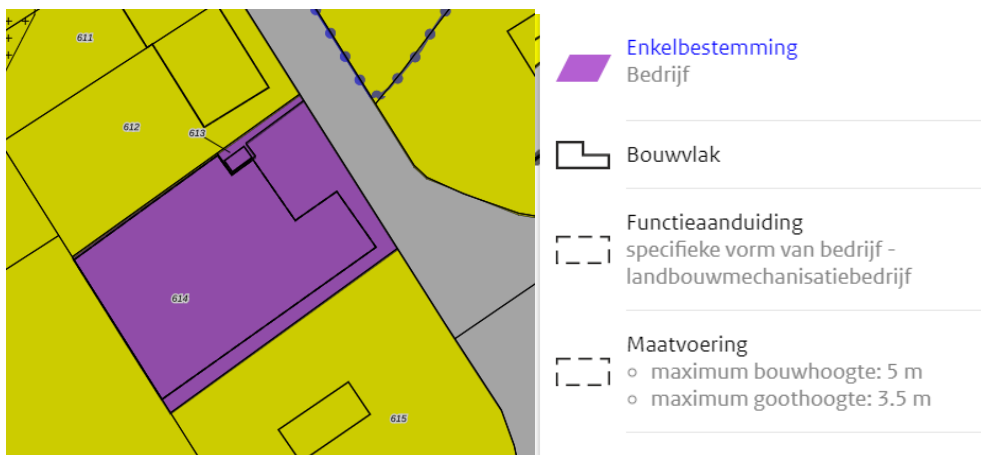 611
612
613
614
615
Enkelbestemming
Bedrijf
Bouwvlak
Functieaanduiding
specifieke vorm van bedrijf -
landbouwmechanisatiebedrijf
Maatvoering
maximum bouwhoogte: 5 m
maximum goothoogte: 3.5 m